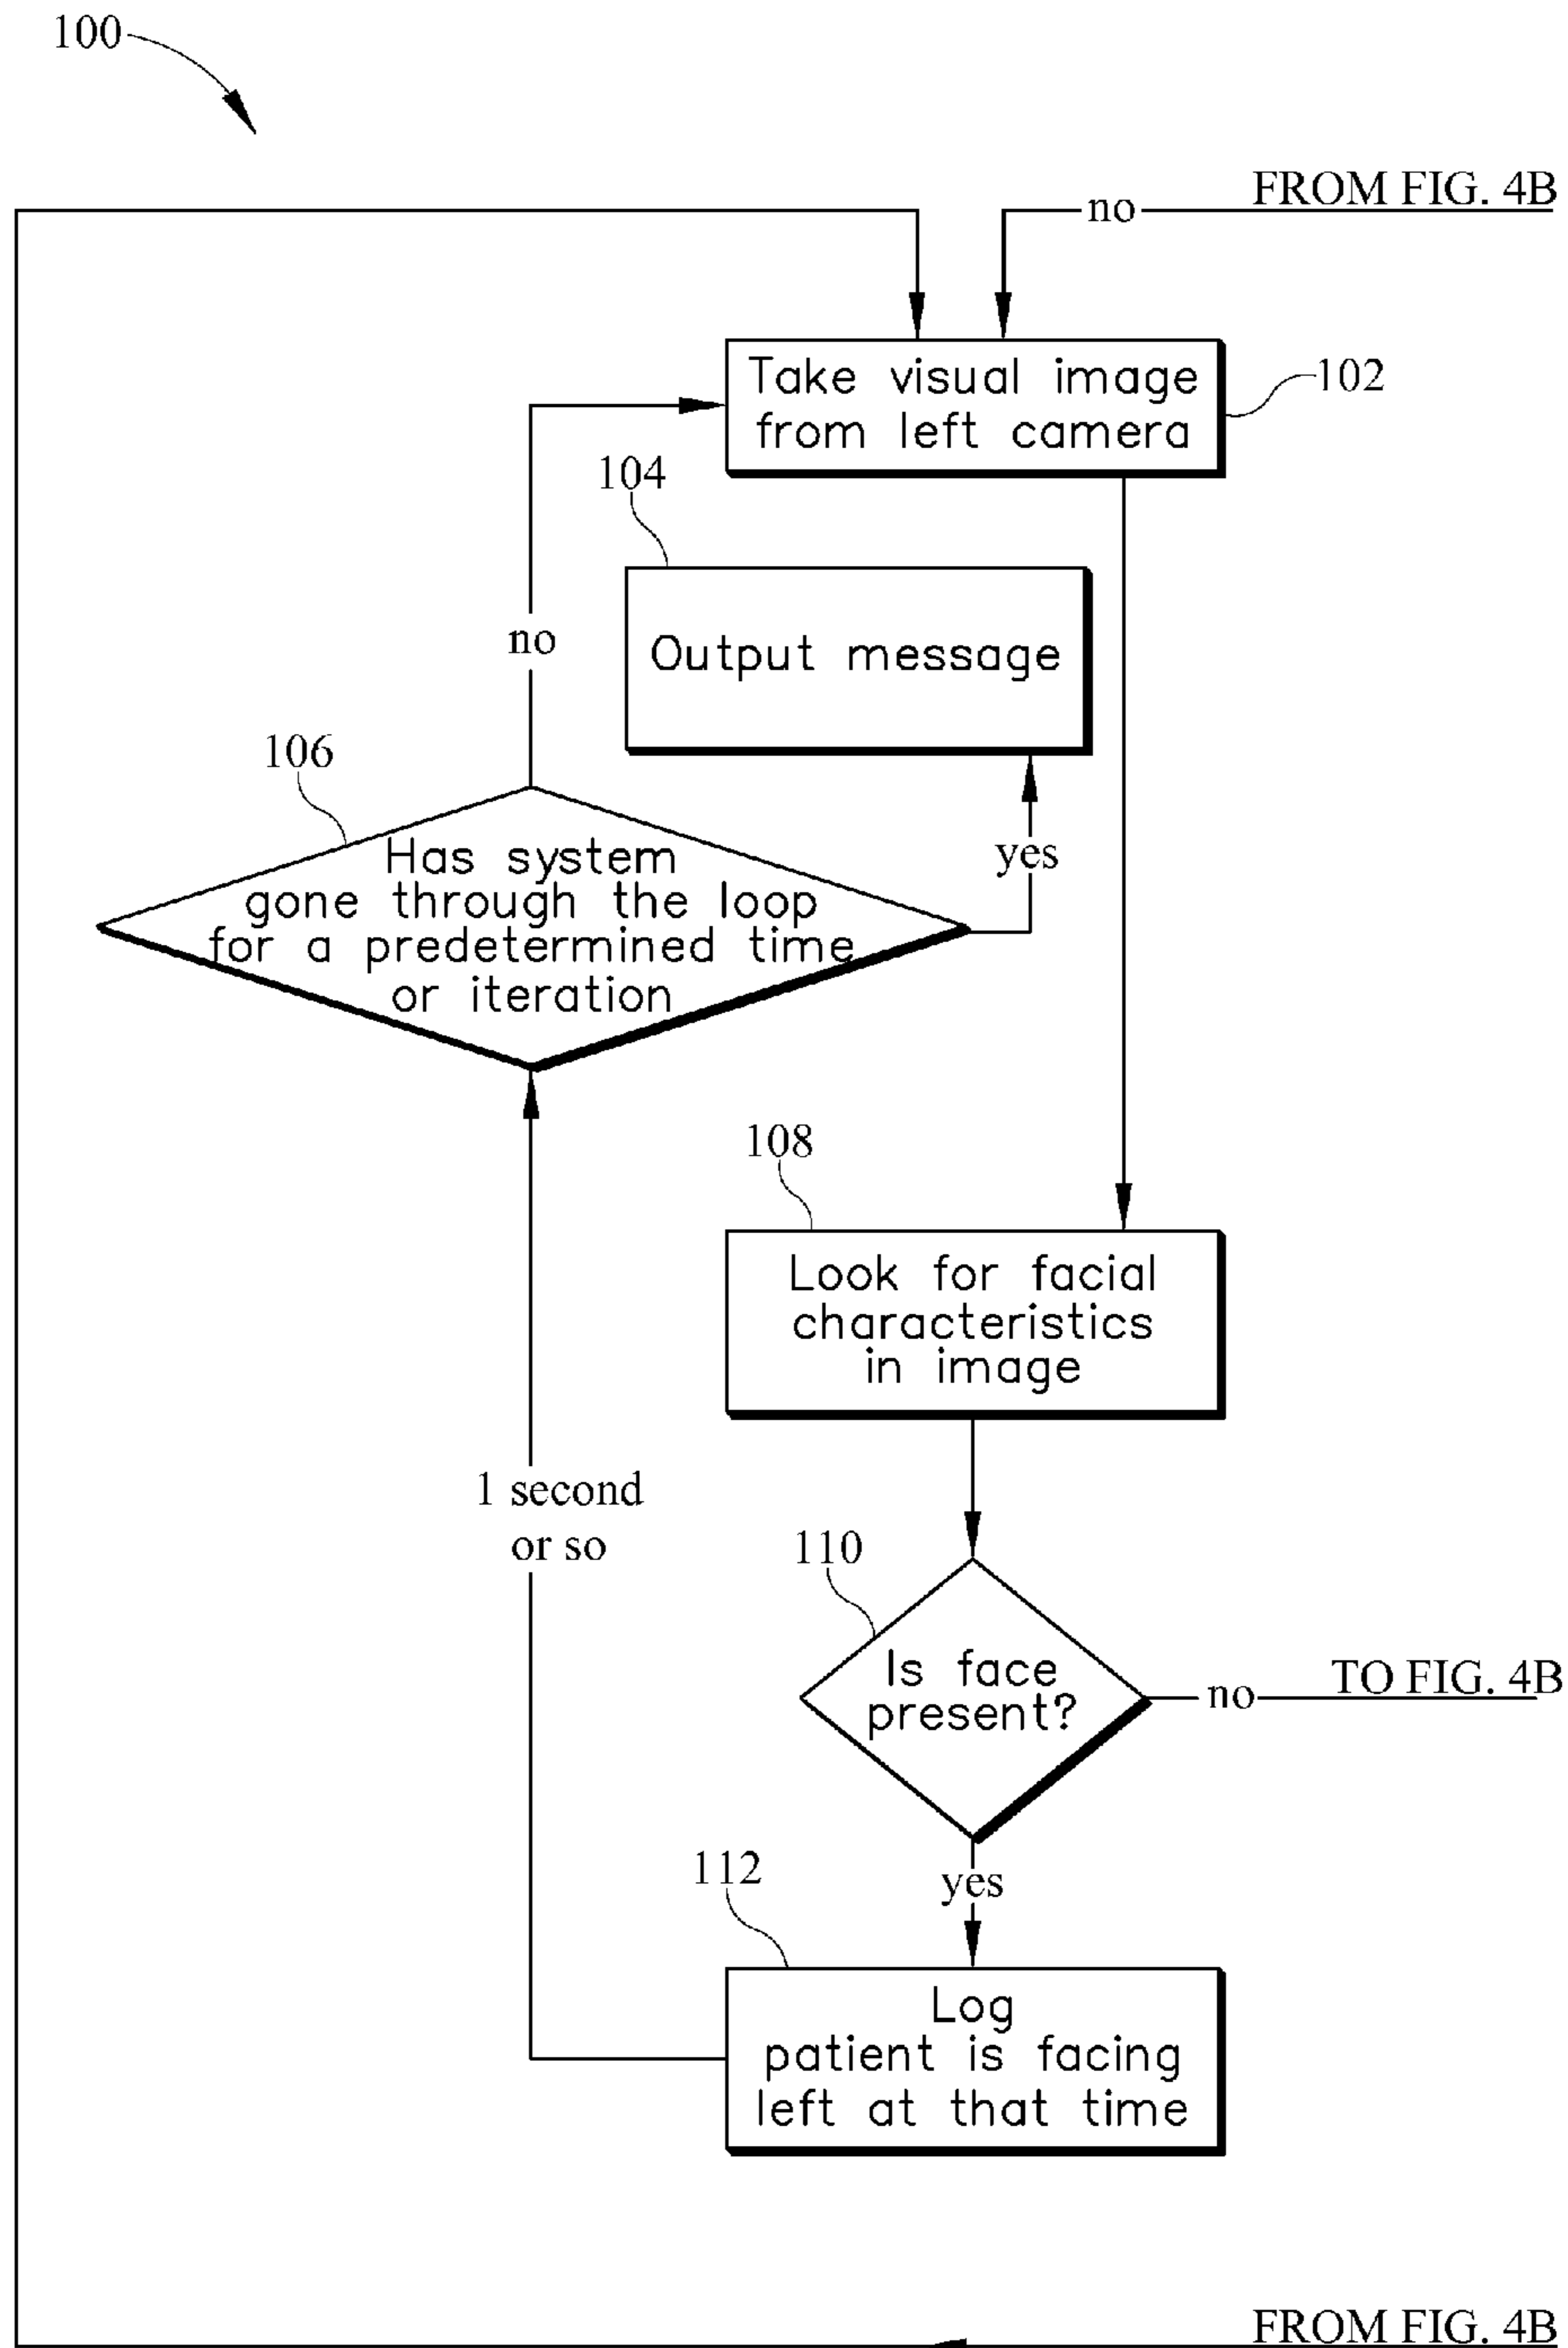 100
FROM FIG. 4B
no
Take visual image
from left camera
102
104
Output message
no
106
Has system
gone through the loop
for a predetermined time
or iteration
yes
108
Look for facial
characteristics
in image
1 second
or so
110
Is face
present?
no
TO FIG. 4B
yes
112
Log
patient is facing
left at that time
FROM FIG. 4B